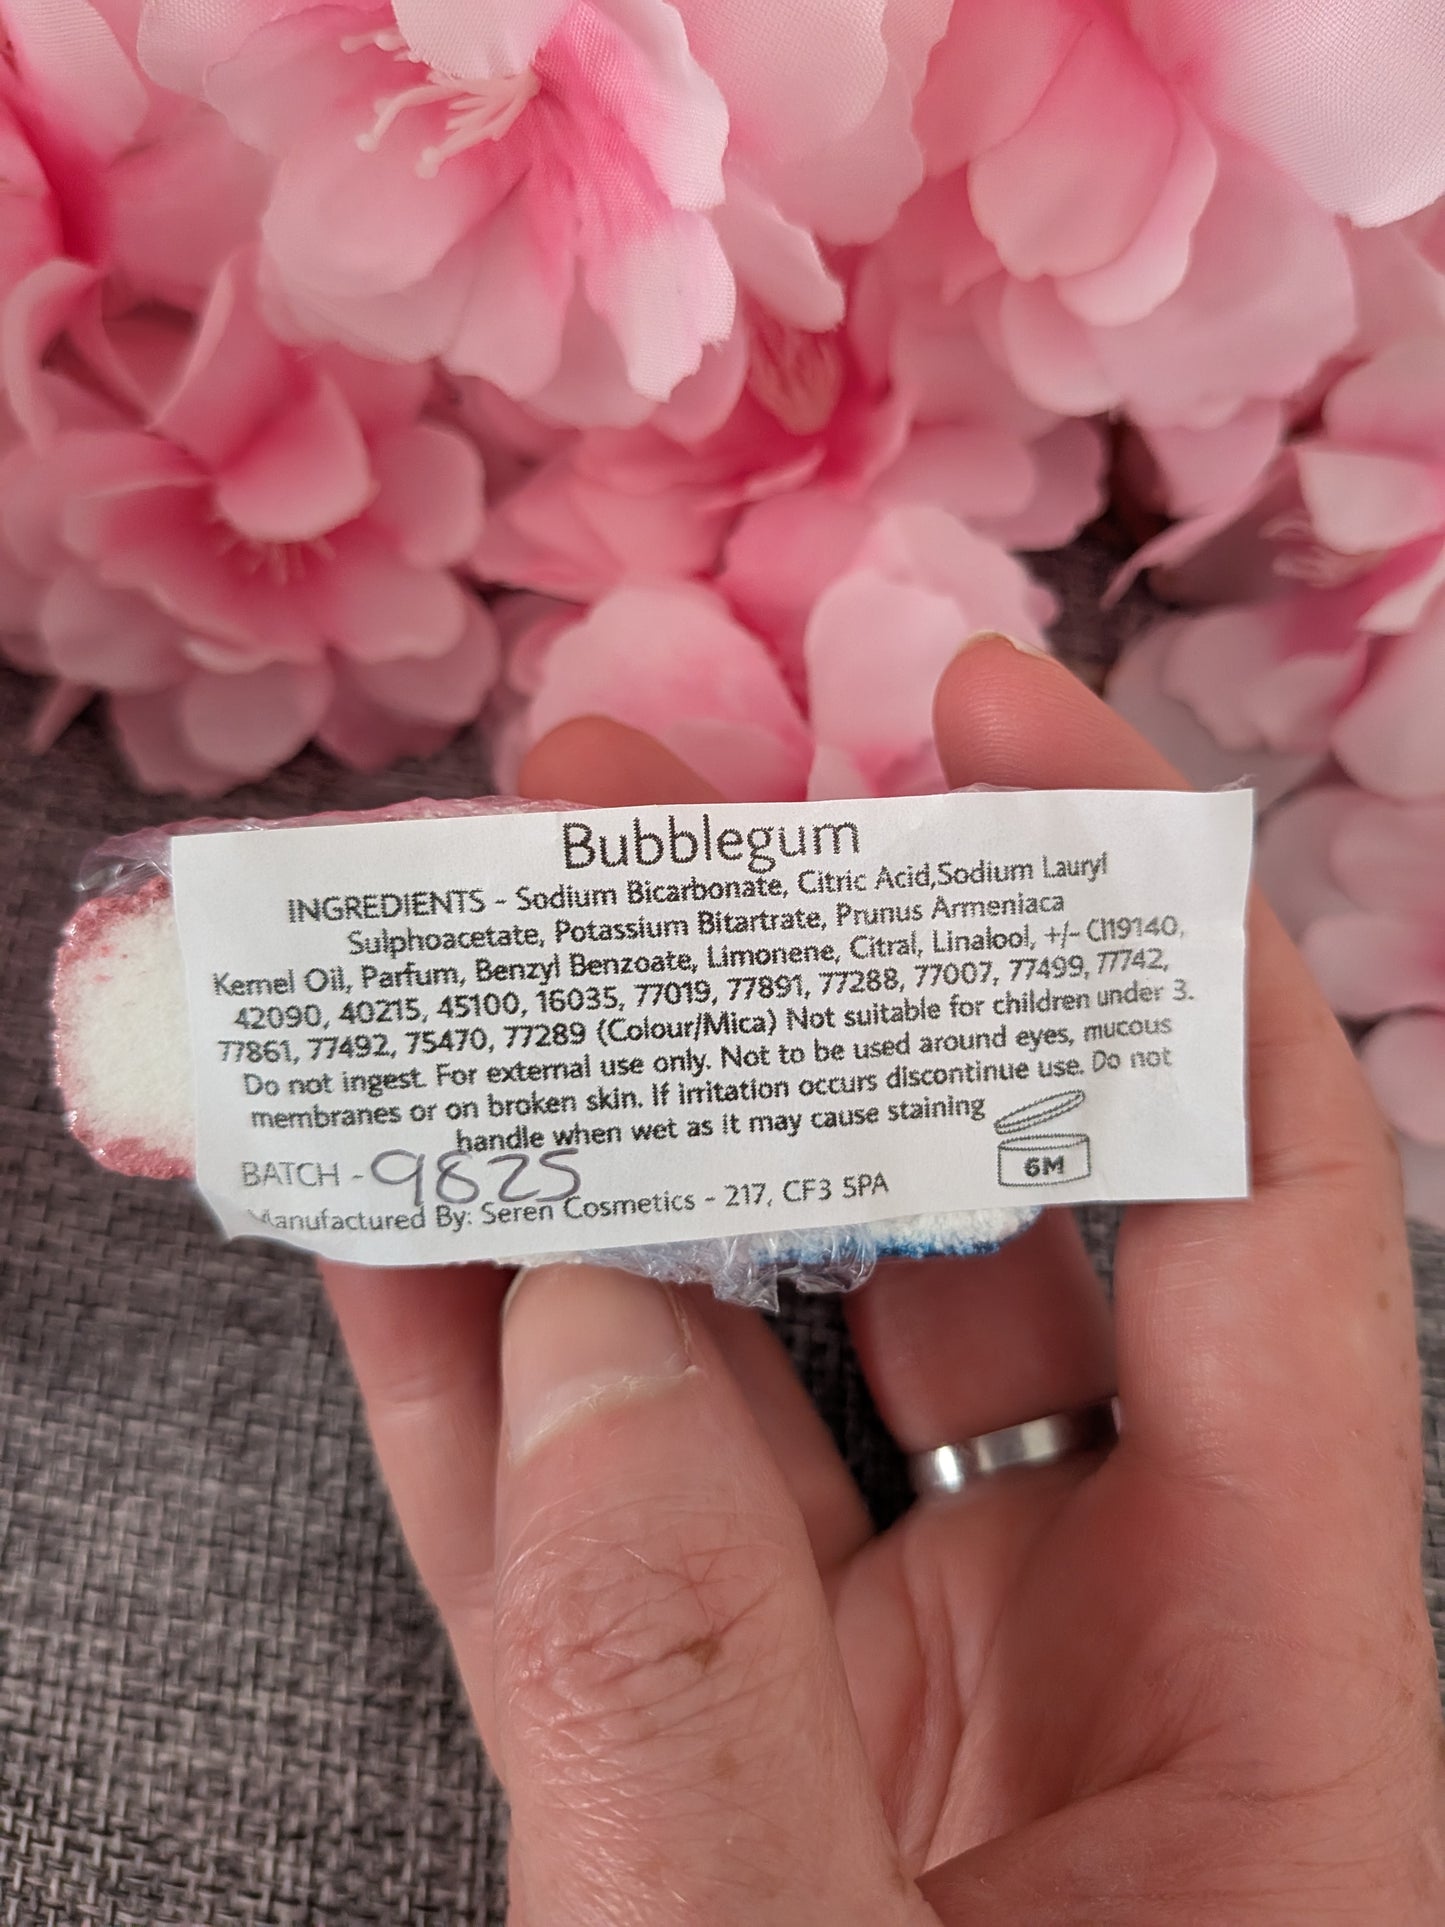 Bubblegum
INGREDIENTS - Sodium Bicarbonate, Citric Acid,Sodium Lauryl
Sulphoacetate, Potassium Bitartrate, Prunus Armeniaca
Kernel Oil, Parfum, Benzyl Benzoate, Limonene, Citral, Linalool, +/- CI19140,
42090, 40215, 45100, 16035, 77019, 77891, 77288, 77007, 77499, 77742,
77861, 77492, 75470, 77289 (Colour/Mica) Not suitable for children under 3.
Do not ingest. For external use only. Not to be used around eyes, mucous
membranes or on broken skin. If irritation occurs discontinue use. Do not
handle when wet as it may cause staining
6M
BATCH - 9825
Manufactured By: Seren Cosmetics - 217, CF3 5PA